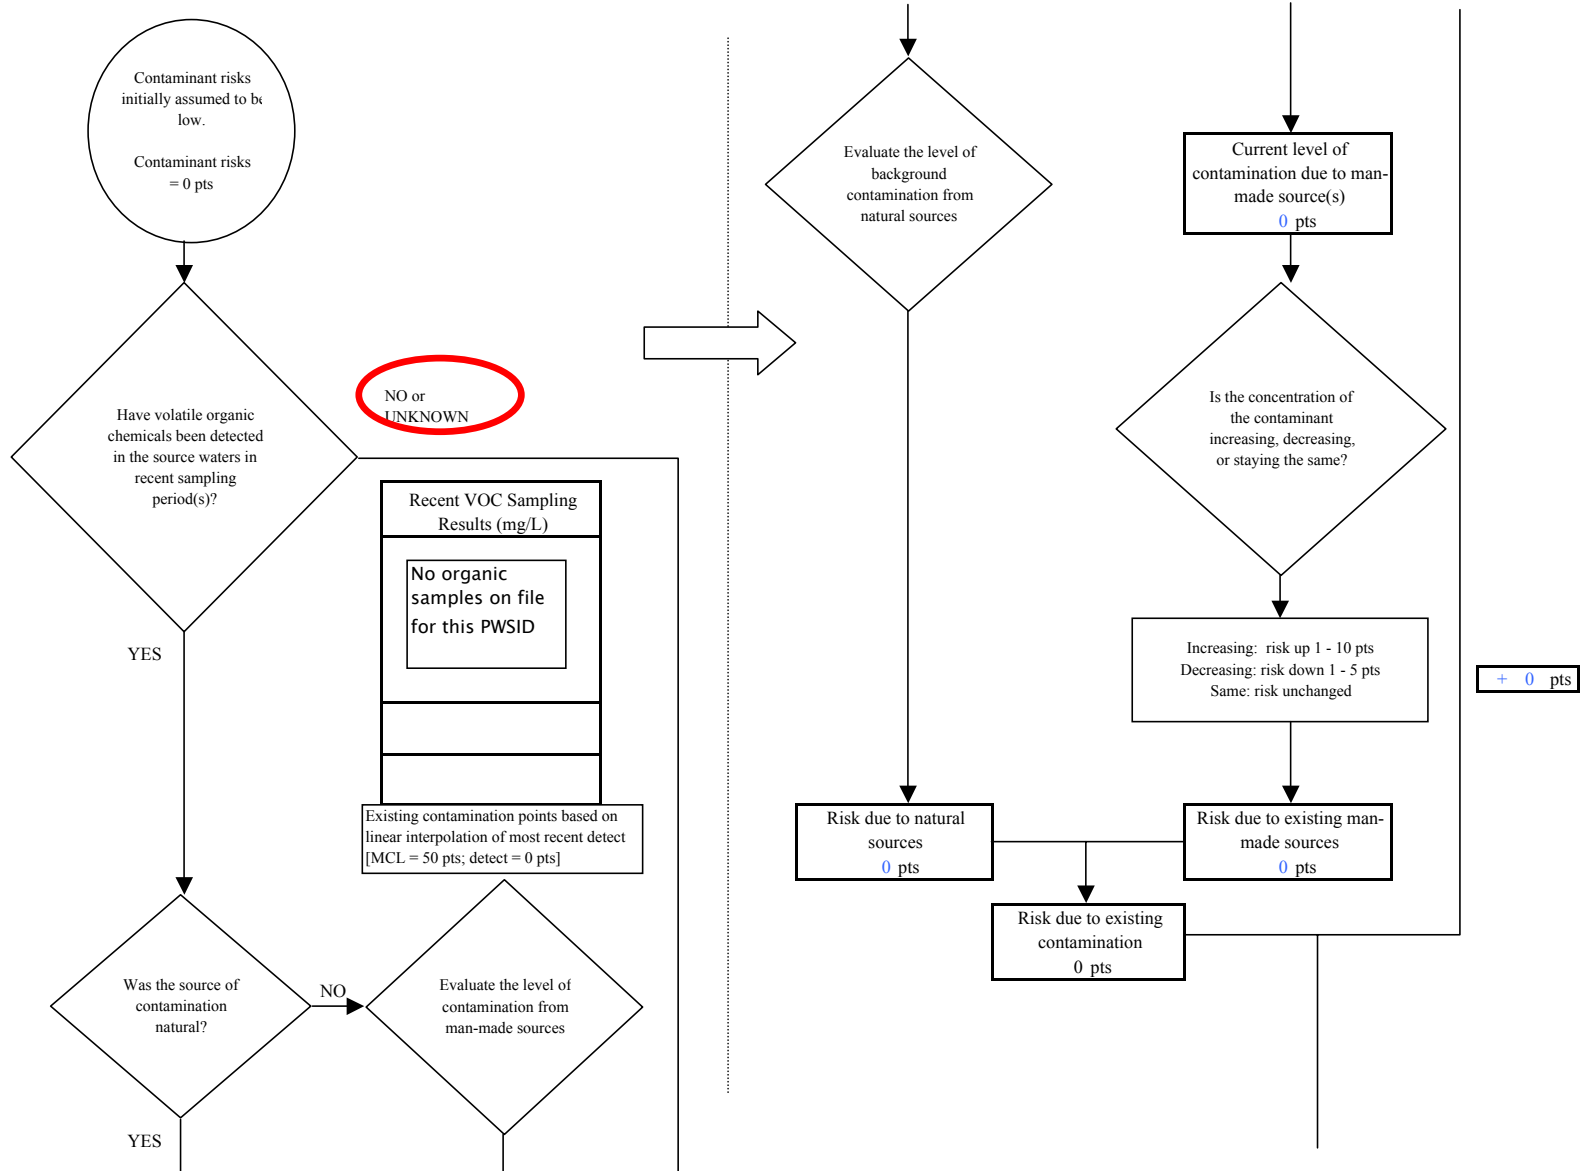 Contaminant risks
initially assumed to be
low.
Contaminant risks
= 0 pts
Have volatile organic
chemicals been detected
in the source waters in
recent sampling
period(s)?
NO or
UNKNOWN
YES
Recent VOC Sampling
Results (mg/L)
No organic
samples on file
for this PWSID
Existing contamination points based on
linear interpolation of most recent detect
[MCL = 50 pts; detect = 0 pts]
Was the source of
contamination
natural?
NO
Evaluate the level of
contamination from
man-made sources
YES
Evaluate the level of
background
contamination from
natural sources
Current level of
contamination due to man-
made source(s)
0 pts
Is the concentration of
the contaminant
increasing, decreasing,
or staying the same?
Increasing: risk up 1 - 10 pts
Decreasing: risk down 1 - 5 pts
Same: risk unchanged
+ 0 pts
Risk due to natural
sources
0 pts
Risk due to existing man-
made sources
0 pts
Risk due to existing
contamination
0 pts